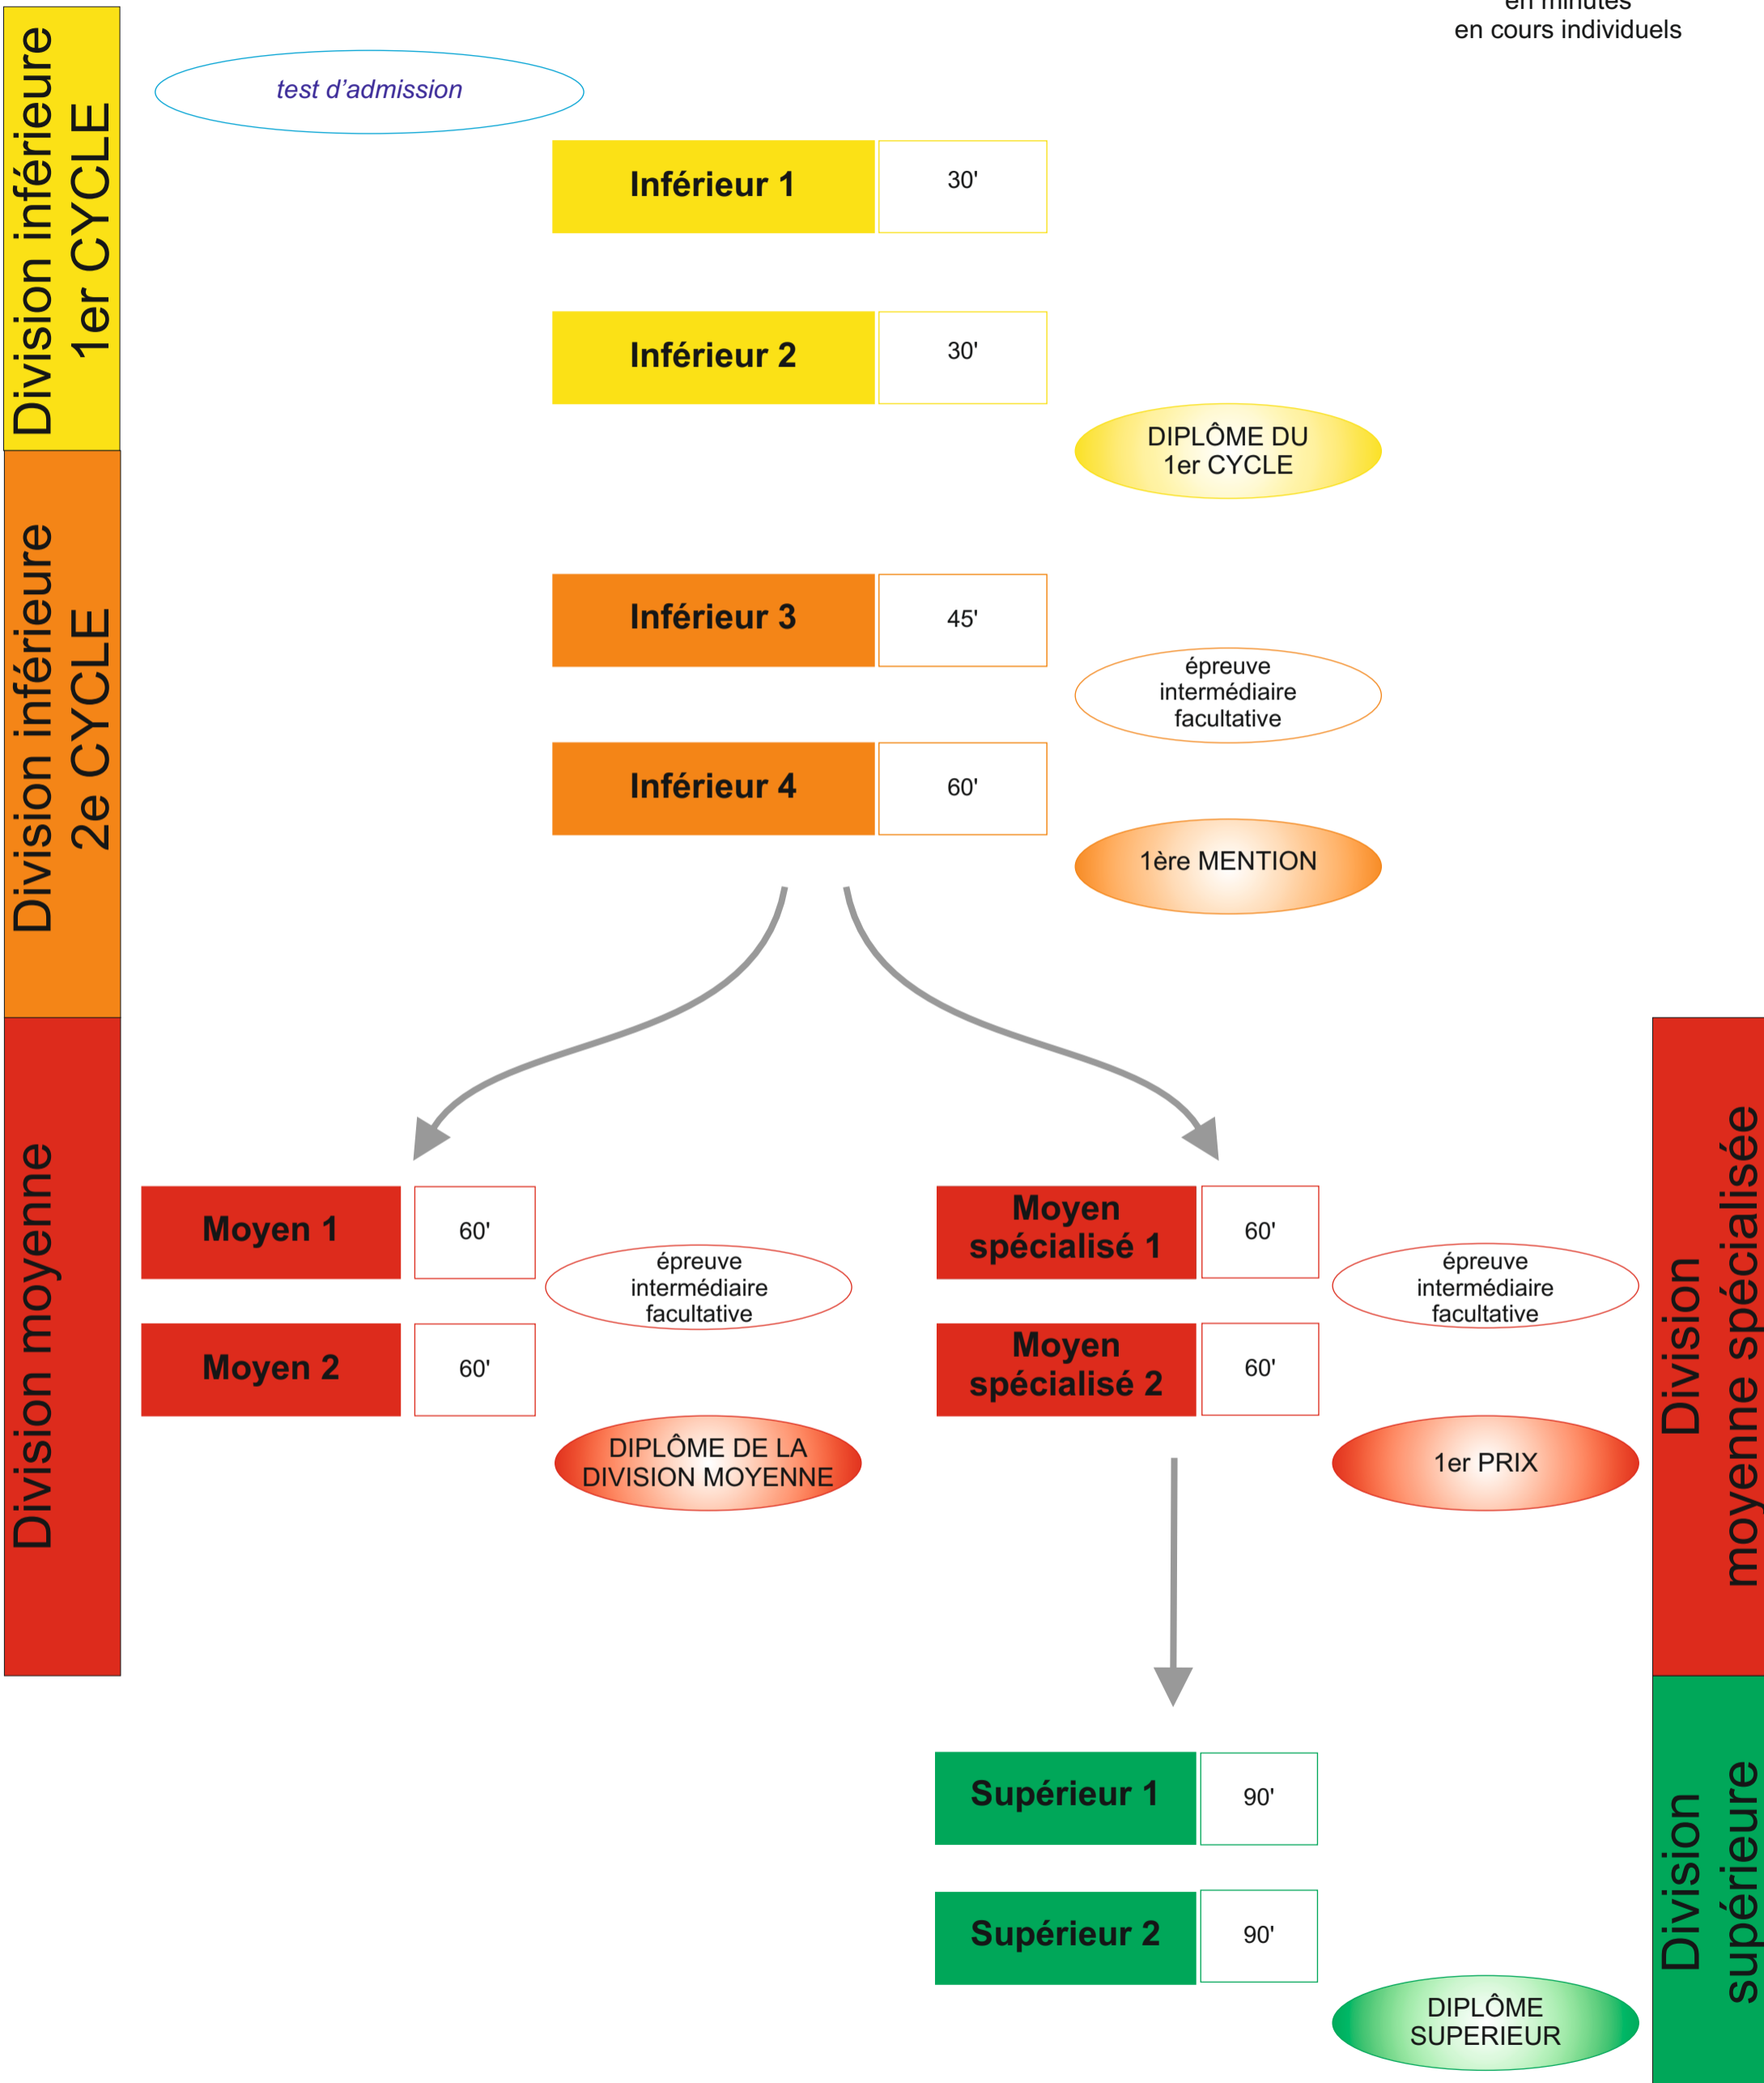 en minutes
en cours individuels
Division inférieure
1er CYCLE
test d'admission
Inférieur 1
30'
Inférieur 2
30'
DIPLÔME DU
1er CYCLE
Division inférieure
2e CYCLE
Inférieur 3
45'
épreuve
intermédiaire
facultative
Inférieur 4
60'
1ère MENTION
Division moyenne
Moyen 1
60'
épreuve
intermédiaire
facultative
Moyen 2
60'
DIPLÔME DE LA
DIVISION MOYENNE
Moyen
spécialisé 1
60'
épreuve
intermédiaire
facultative
Moyen
spécialisé 2
60'
1er PRIX
Division
moyenne spécialisée
Supérieur 1
90'
Supérieur 2
90'
DIPLÔME
SUPERIEUR
Division
supérieure